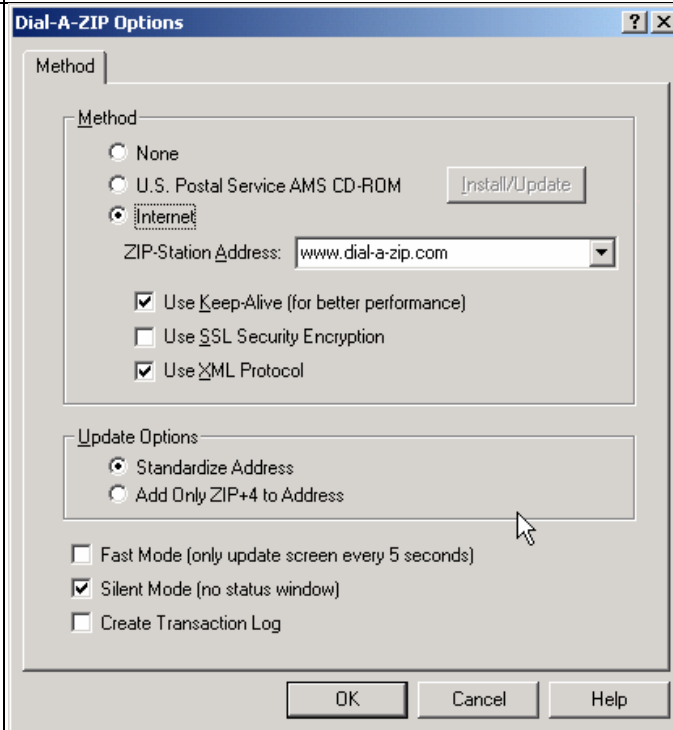 Dial-A-ZIP Options
Method
Method
None
U.S. Postal Service AMS CD-ROM Install/Update
Internet
ZIP-Station Address: www.dial-a-zip.com
Use Keep-Alive (for better performance)
Use SSL Security Encryption
Use XML Protocol
Update Options
Standardize Address
Add Only ZIP+4 to Address
Fast Mode (only update screen every 5 seconds)
Silent Mode (no status window)
Create Transaction Log
OK Cancel Help